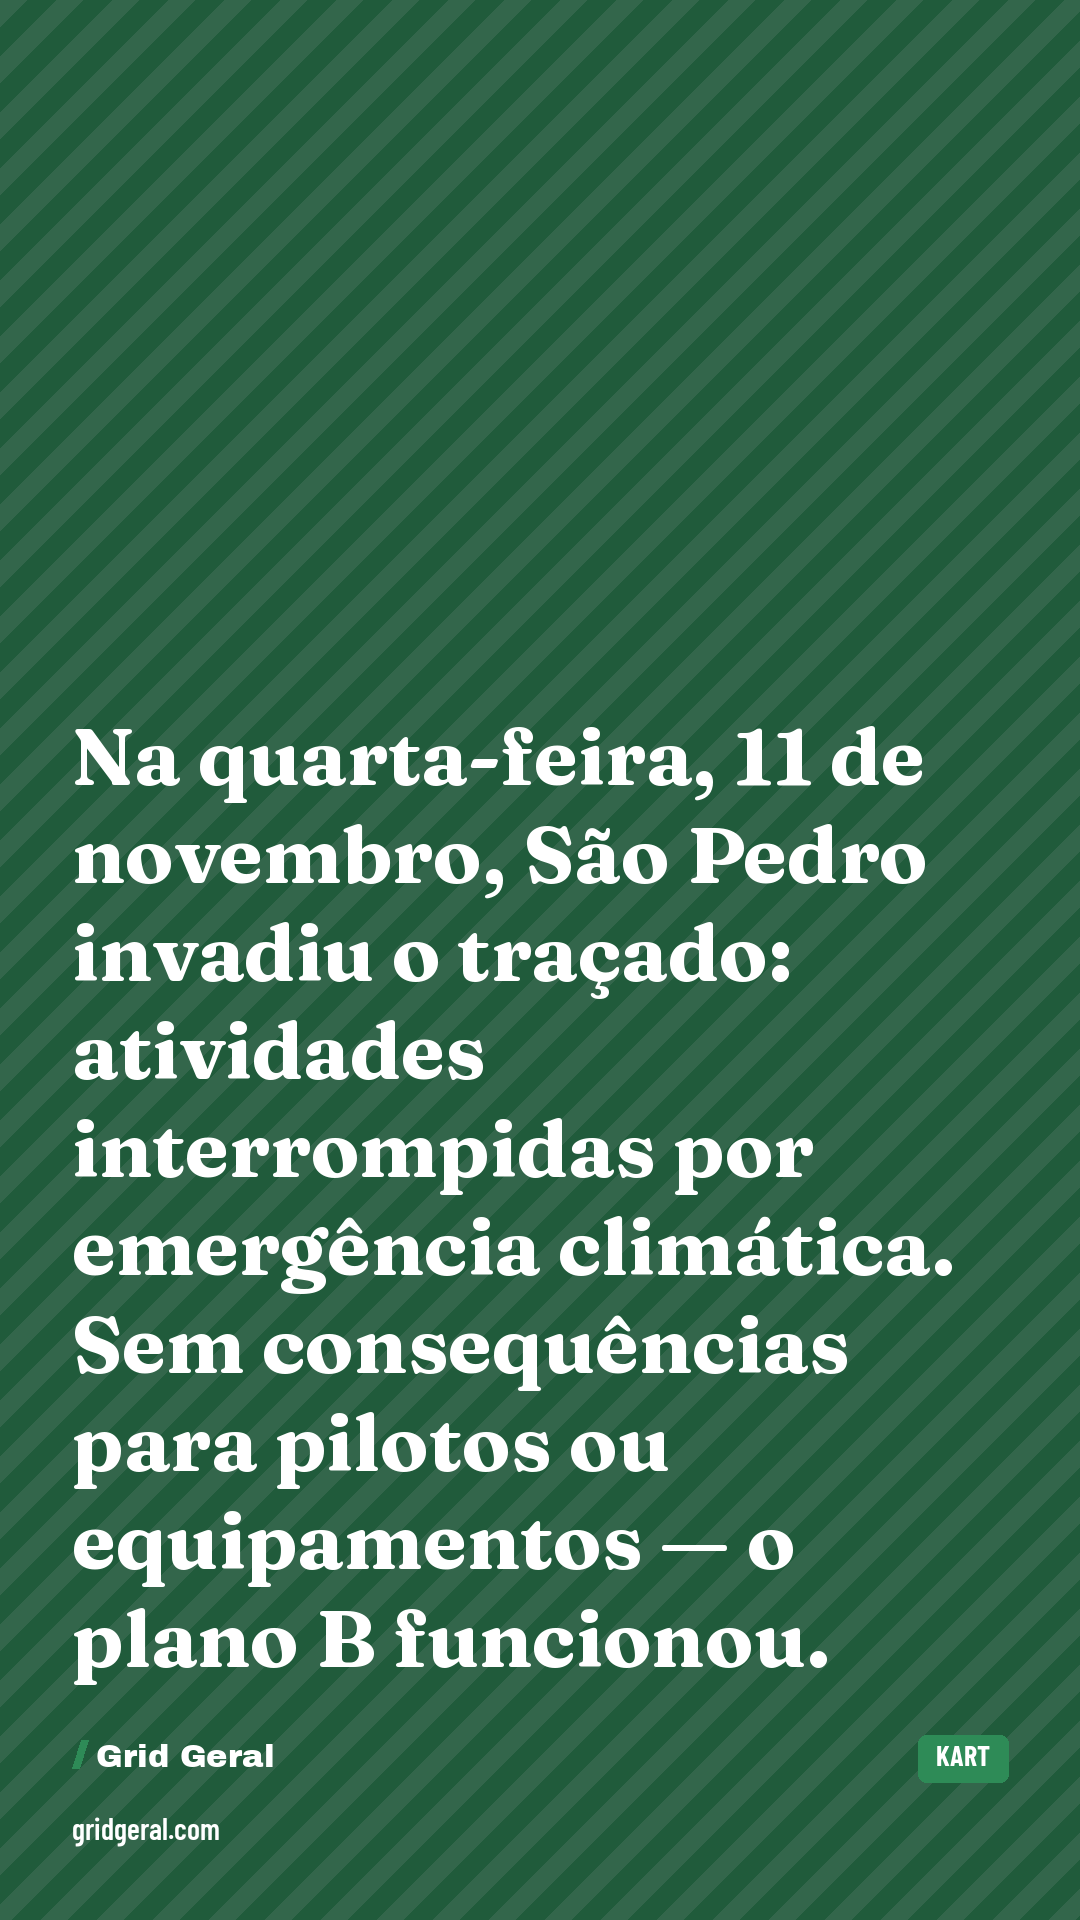 Na quarta-feira, 11 de
novembro, São Pedro
invadiu o traçado:
atividades
interrompidas por
emergência climática.
Sem consequências
para pilotos ou
equipamentos — o
plano B funcionou.
Grid Geral
KART
gridgeral.com